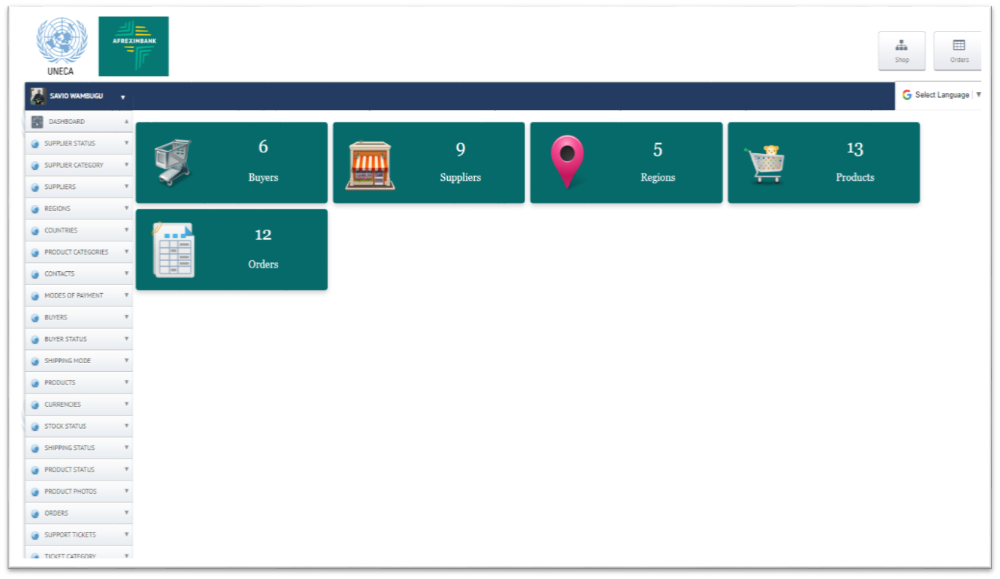 UNECA
AFREXIMBANK
Shop
Orders
SAVIO WAMBUGU
Select Language
DASHBOARD
SUPPLIER STATUS
SUPPLIER CATEGORY
SUPPLIERS
REGIONS
COUNTRIES
PRODUCT CATEGORIES
CONTACTS
MODES OF PAYMENT
BUYERS
BUYER STATUS
SHIPPING MODE
PRODUCTS
CURRENCIES
STOCK STATUS
SHIPPING STATUS
PRODUCT STATUS
PRODUCT PHOTOS
ORDERS
SUPPORT TICKETS
TICKET CATEGORY
6
Buyers
9
Suppliers
5
Regions
13
Products
12
Orders